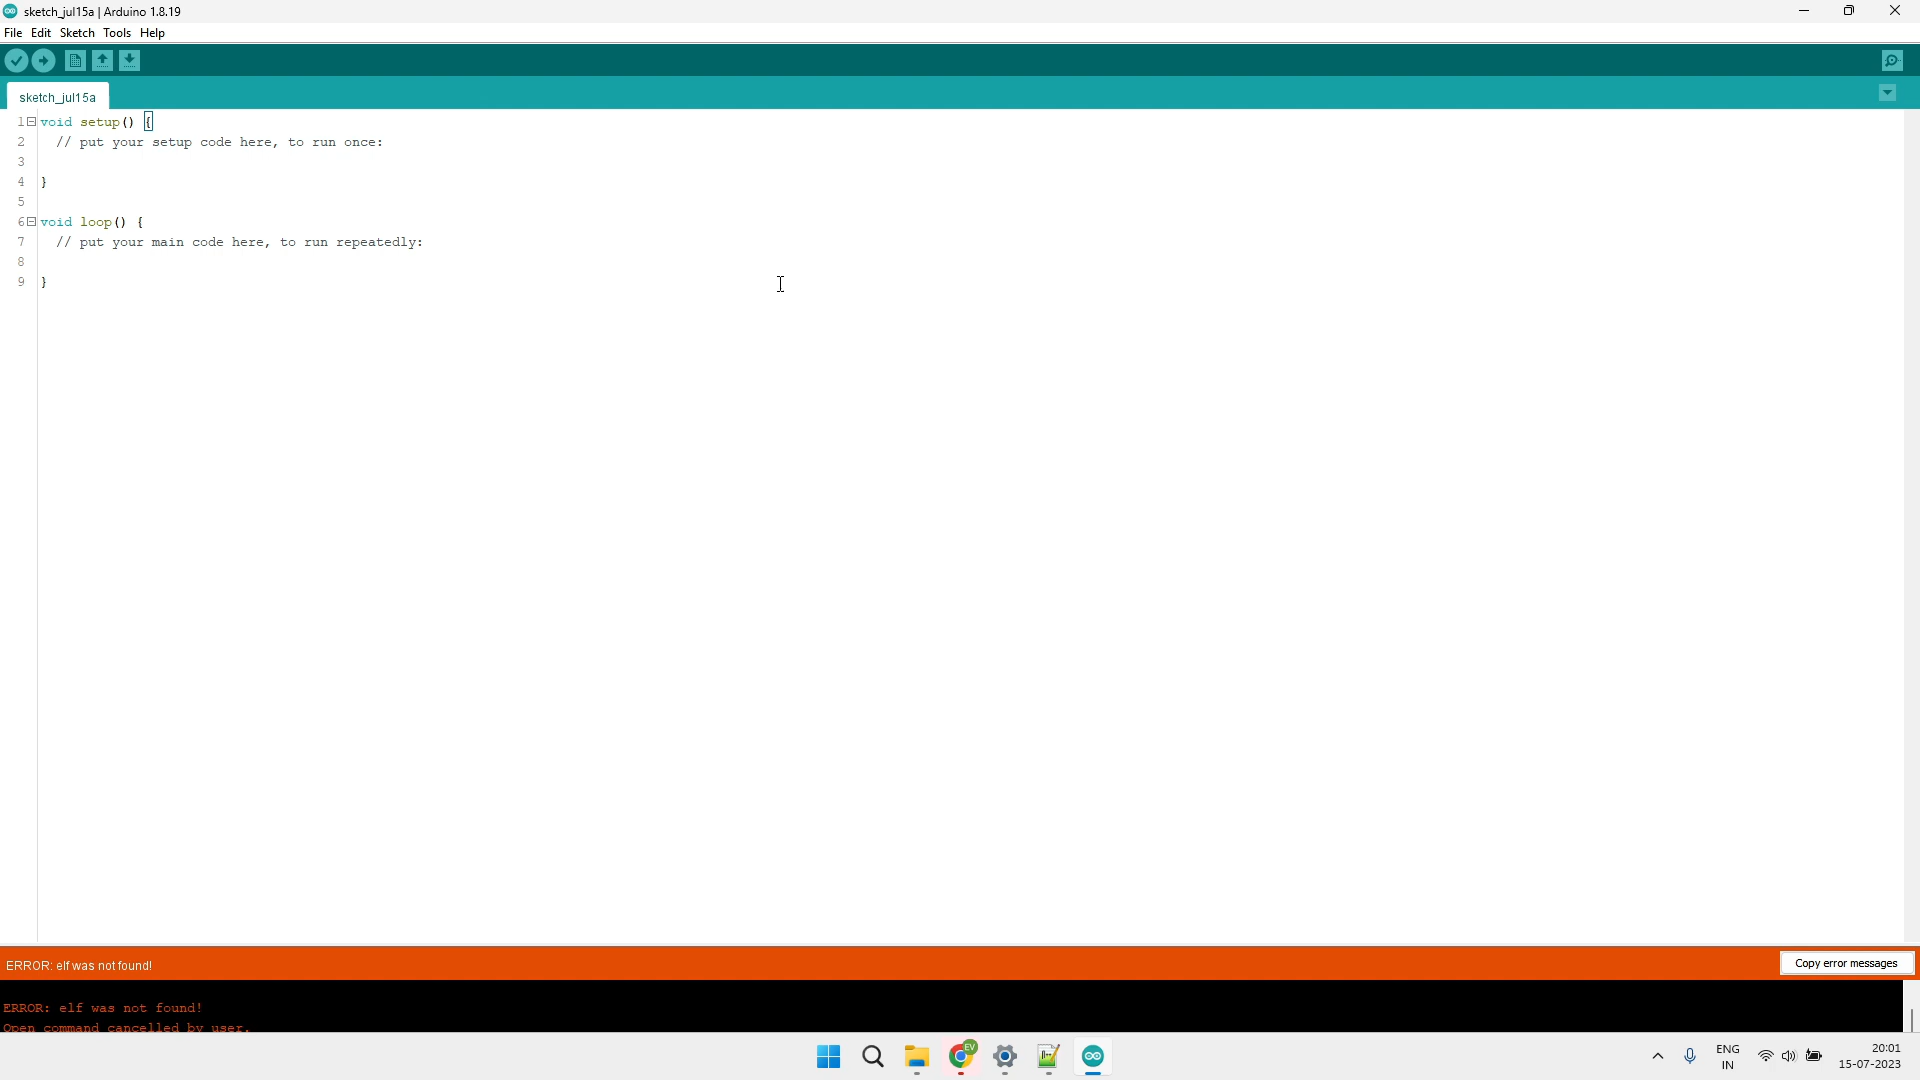 sketch_jul15a | Arduino 1.8.19
File Edit Sketch Tools Help
sketch_jul15a
1 void setup() {
2 // put your setup code here, to run once:
3
4 }
5
6 void loop() {
7 // put your main code here, to run repeatedly:
8
9 }
ERROR: elf was not found!
Copy error messages
ERROR: elf was not found!
Open command cancelled by user.
EV
ENG
IN
20:01
15-07-2023